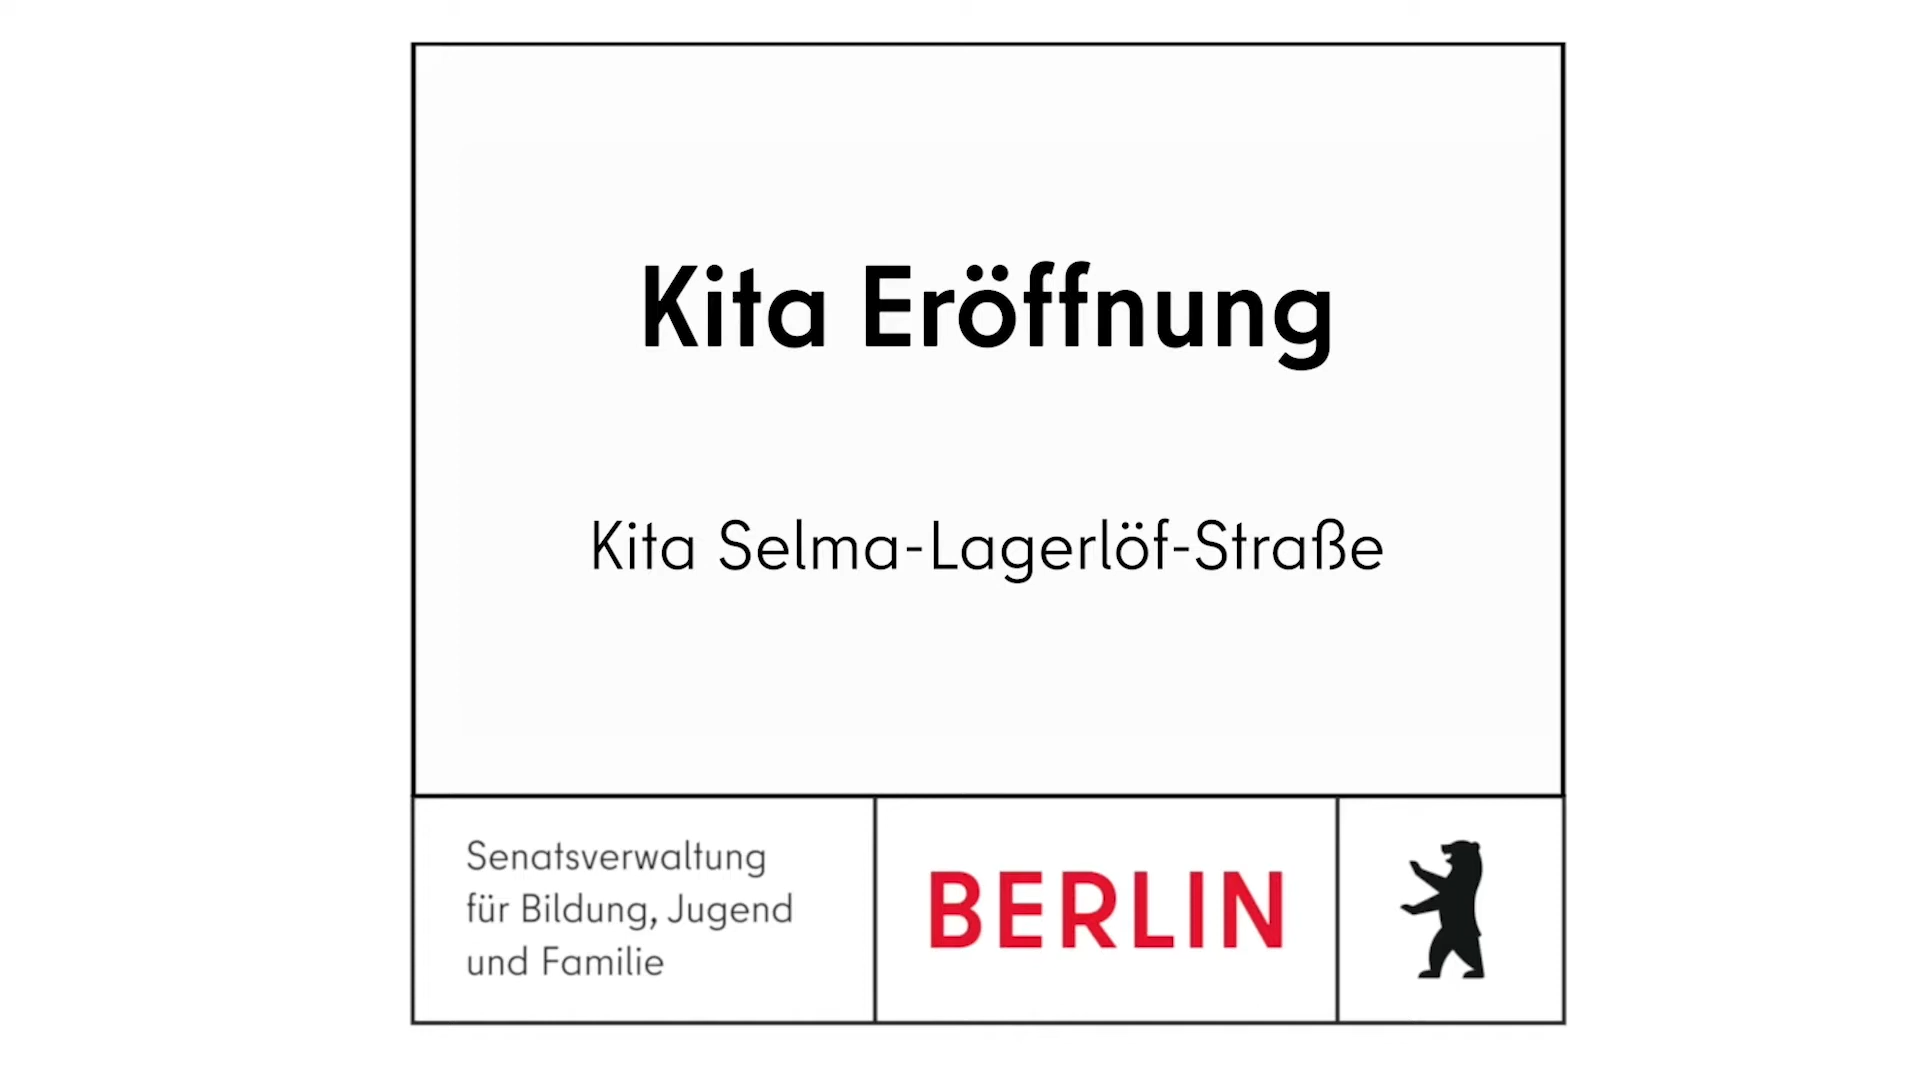 Kita Eröffnung
Kita Selma-Lagerlöf-Straße
Senatsverwaltung
für Bildung, Jugend
und Familie
BERLIN